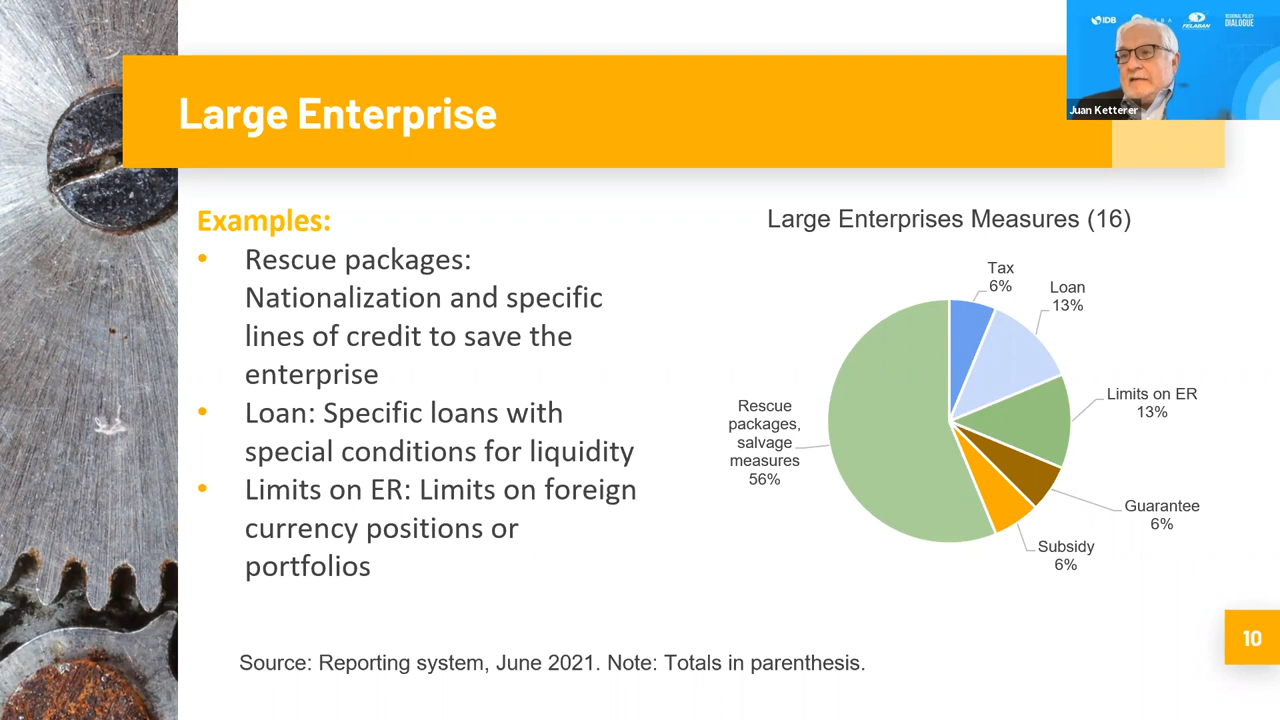 IDB
FELABAN
REGIONAL POLICY
DIALOGUE
Juan Ketterer
Large Enterprise
Examples:
• Rescue packages:
Nationalization and specific
lines of credit to save the
enterprise
• Loan: Specific loans with
special conditions for liquidity
• Limits on ER: Limits on foreign
currency positions or
portfolios
Large Enterprises Measures (16)
Tax
6%
Loan
13%
Limits on ER
13%
Guarantee
6%
Subsidy
6%
Rescue
packages,
salvage
measures
56%
10
Source: Reporting system, June 2021. Note: Totals in parenthesis.